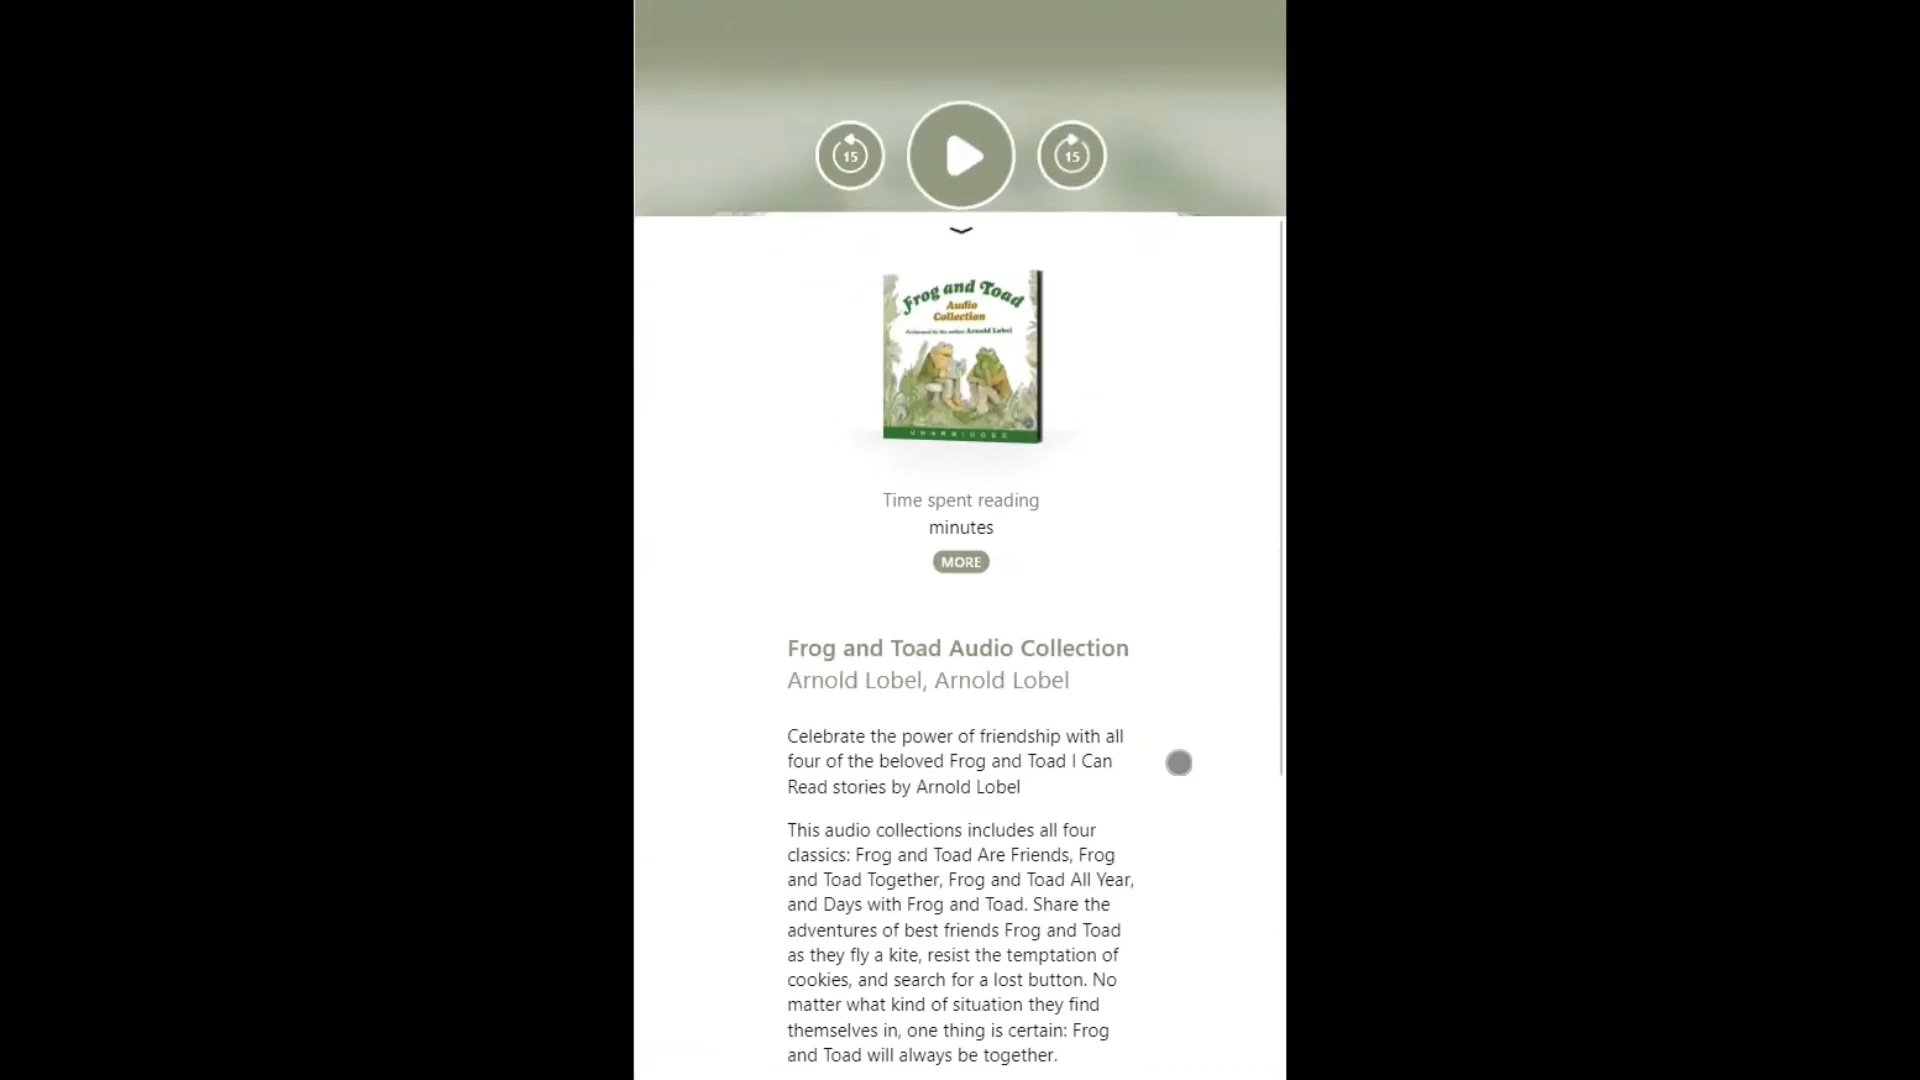 15
15
Frog and Toad
Audio
Collection
Performed by the author Arnold Lobel
UNABRIDGED
Time spent reading
minutes
MORE
Frog and Toad Audio Collection
Arnold Lobel, Arnold Lobel
Celebrate the power of friendship with all
four of the beloved Frog and Toad I Can
Read stories by Arnold Lobel
This audio collections includes all four
classics: Frog and Toad Are Friends, Frog
and Toad Together, Frog and Toad All Year,
and Days with Frog and Toad. Share the
adventures of best friends Frog and Toad
as they fly a kite, resist the temptation of
cookies, and search for a lost button. No
matter what kind of situation they find
themselves in, one thing is certain: Frog
and Toad will always be together.